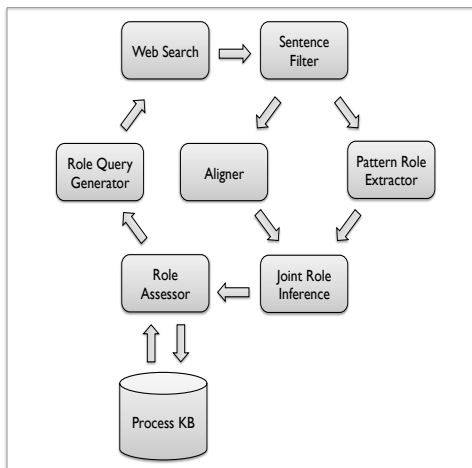 Web Search
Sentence
Filter
Role Query
Generator
Aligner
Pattern Role
Extractor
Role
Assessor
Joint Role
Inference
Process KB